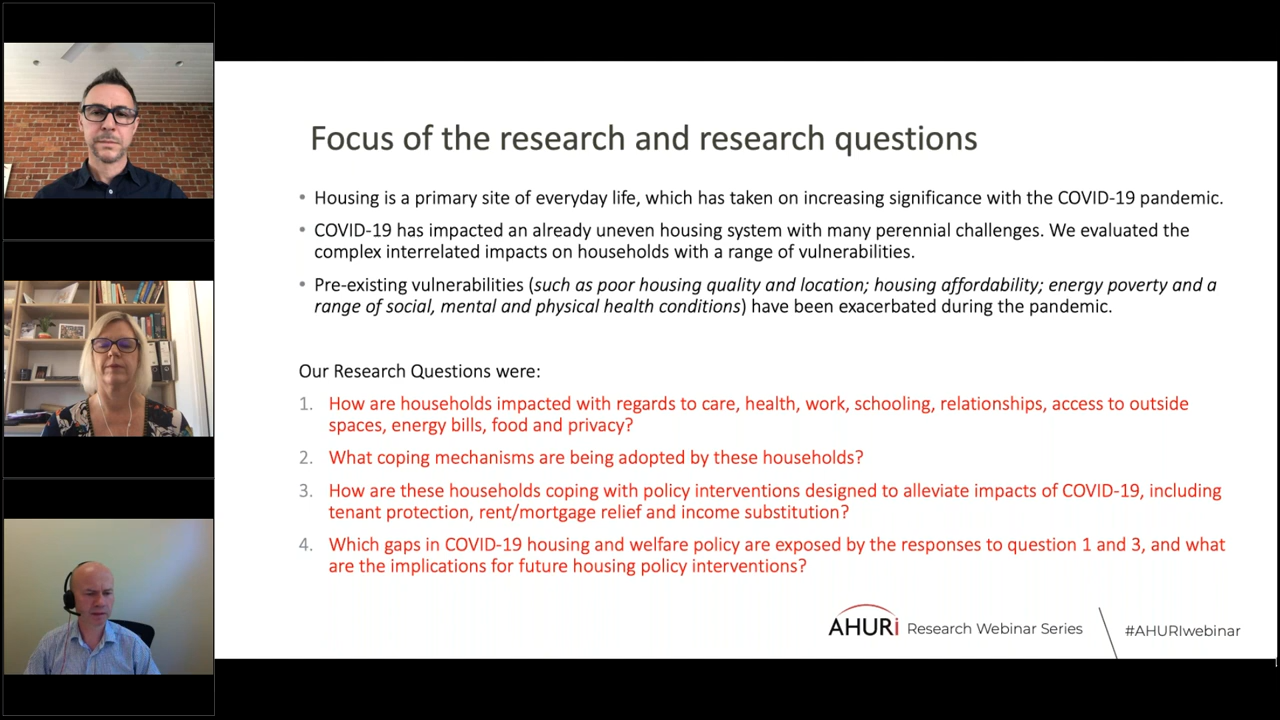 Focus of the research and research questions
• Housing is a primary site of everyday life, which has taken on increasing significance with the COVID-19 pandemic.
• COVID-19 has impacted an already uneven housing system with many perennial challenges. We evaluated the
complex interrelated impacts on households with a range of vulnerabilities.
• Pre-existing vulnerabilities (such as poor housing quality and location; housing affordability; energy poverty and a
range of social, mental and physical health conditions) have been exacerbated during the pandemic.
Our Research Questions were:
1. How are households impacted with regards to care, health, work, schooling, relationships, access to outside
spaces, energy bills, food and privacy?
2. What coping mechanisms are being adopted by these households?
3. How are these households coping with policy interventions designed to alleviate impacts of COVID-19, including
tenant protection, rent/mortgage relief and income substitution?
4. Which gaps in COVID-19 housing and welfare policy are exposed by the responses to question 1 and 3, and what
are the implications for future housing policy interventions?
AHURi Research Webinar Series #AHURIwebinar